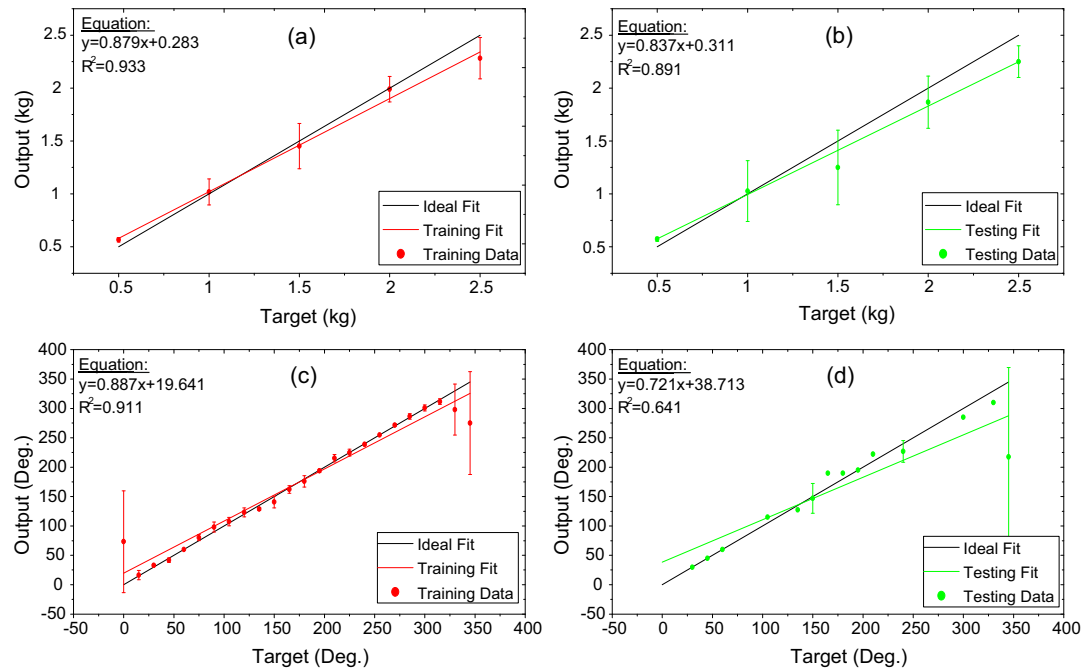 Equation:
y=0.879x+0.283
R²=0.933
(a)
2.5
2
1.5
1
0.5
Output (kg)
Ideal Fit
Training Fit
Training Data
0.5 1 1.5 2 2.5
Target (kg)
Equation:
y=0.837x+0.311
R²=0.891
(b)
2.5
2
1.5
1
0.5
Output (kg)
Ideal Fit
Testing Fit
Testing Data
0.5 1 1.5 2 2.5
Target (kg)
Equation:
y=0.887x+19.641
R²=0.911
(c)
400
350
300
250
200
150
100
50
0
-50
Output (Deg.)
Ideal Fit
Training Fit
Training Data
-50 0 50 100 150 200 250 300 350 400
Target (Deg.)
Equation:
y=0.721x+38.713
R²=0.641
(d)
400
350
300
250
200
150
100
50
0
-50
Output (Deg.)
Ideal Fit
Testing Fit
Testing Data
-50 0 50 100 150 200 250 300 350 400
Target (Deg.)